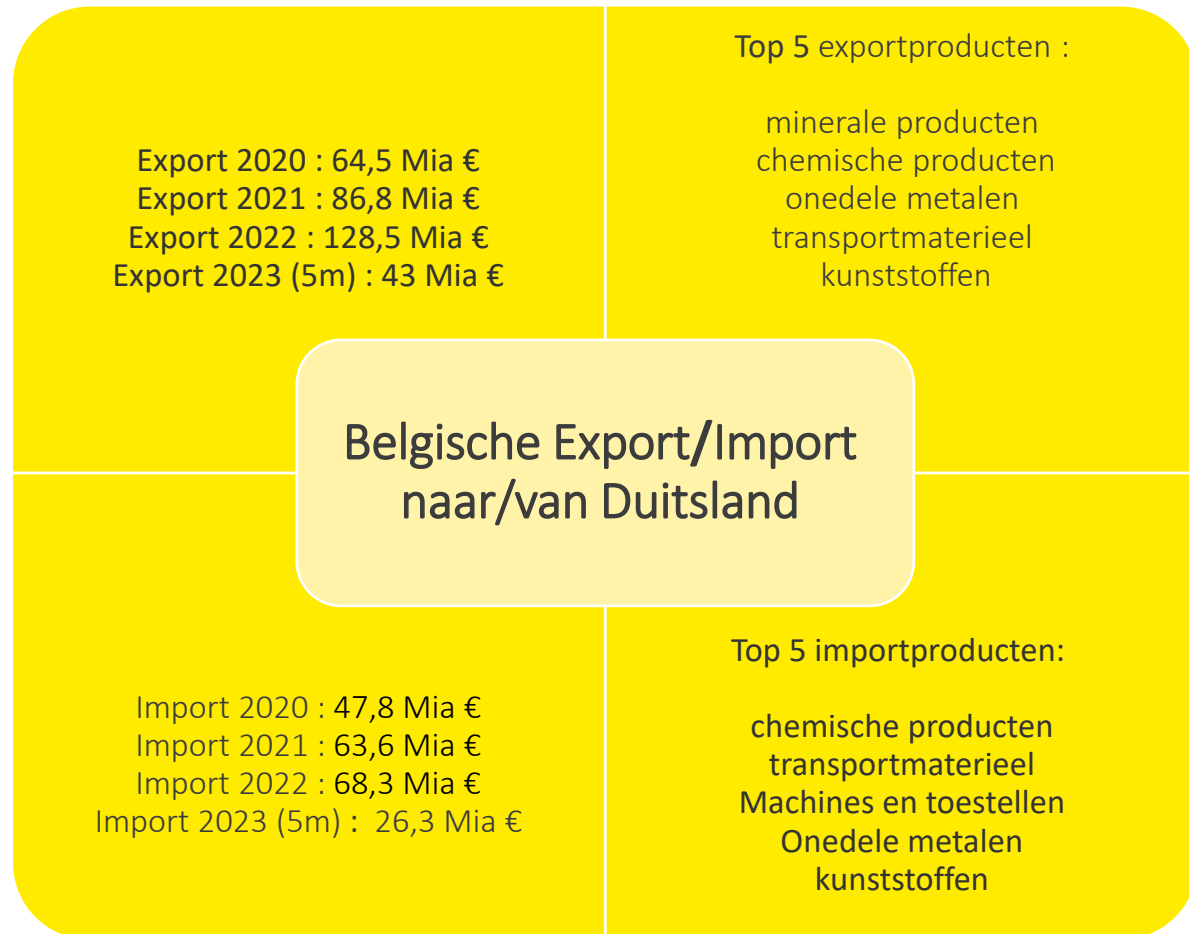 Export 2020 : 64,5 Mia €
Export 2021 : 86,8 Mia €
Export 2022 : 128,5 Mia €
Export 2023 (5m) : 43 Mia €
Top 5 exportproducten :
minerale producten
chemische producten
onedele metalen
transportmaterieel
kunststoffen
Belgische Export/Import
naar/van Duitsland
Import 2020 : 47,8 Mia €
Import 2021 : 63,6 Mia €
Import 2022 : 68,3 Mia €
Import 2023 (5m) : 26,3 Mia €
Top 5 importproducten:
chemische producten
transportmaterieel
Machines en toestellen
Onedele metalen
kunststoffen